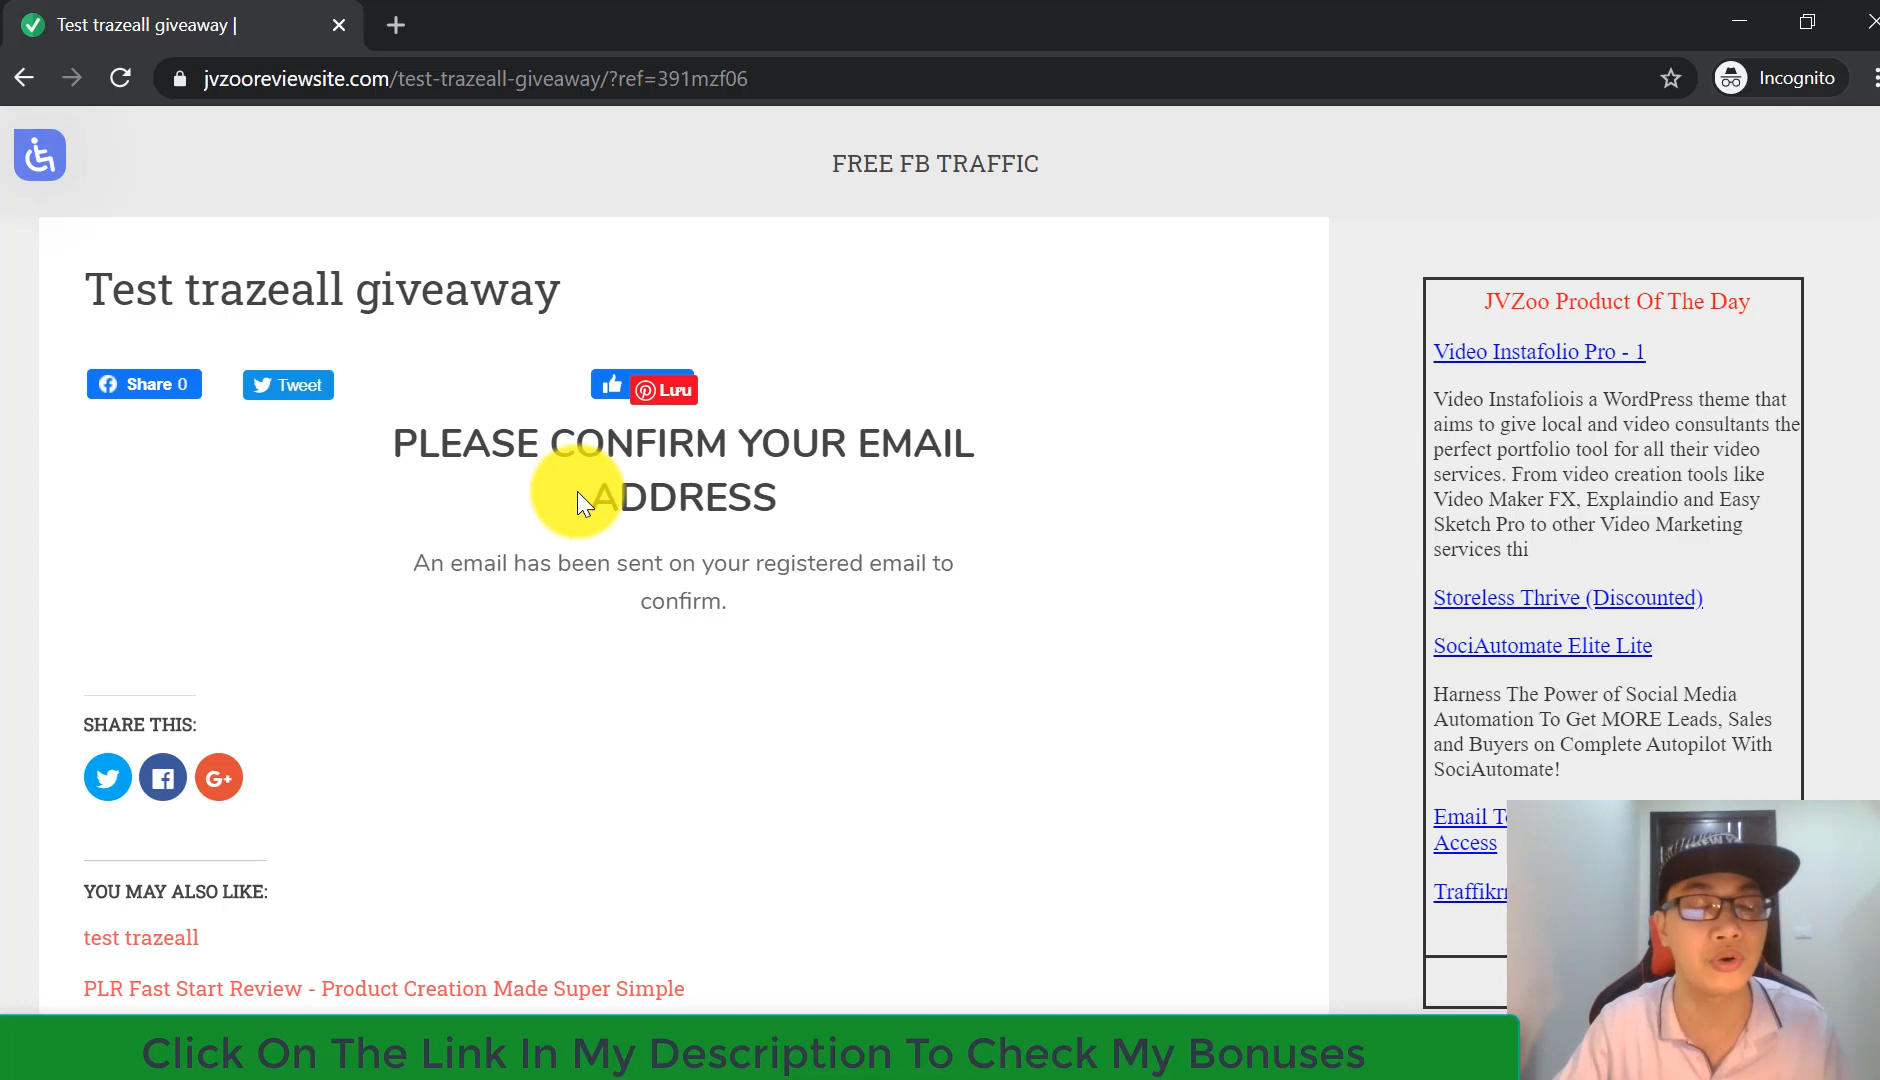 Test trazeall giveaway |
jvzooreviewsite.com/test-trazeall-giveaway/?ref=391mzf06
Incognito
FREE FB TRAFFIC
Test trazeall giveaway
Share 0
Tweet
Lưu
PLEASE CONFIRM YOUR EMAIL
ADDRESS
An email has been sent on your registered email to
confirm.
SHARE THIS:
G+
YOU MAY ALSO LIKE:
test trazeall
PLR Fast Start Review - Product Creation Made Super Simple
JVZoo Product Of The Day
Video Instafolio Pro - 1
Video Instafoliois a WordPress theme that
aims to give local and video consultants the
perfect portfolio tool for all their video
services. From video creation tools like
Video Maker FX, Explaindio and Easy
Sketch Pro to other Video Marketing
services thi
Storeless Thrive (Discounted)
SociAutomate Elite Lite
Harness The Power of Social Media
Automation To Get MORE Leads, Sales
and Buyers on Complete Autopilot With
SociAutomate!
Email
Access
Click On The Link In My Description To Check My Bonuses